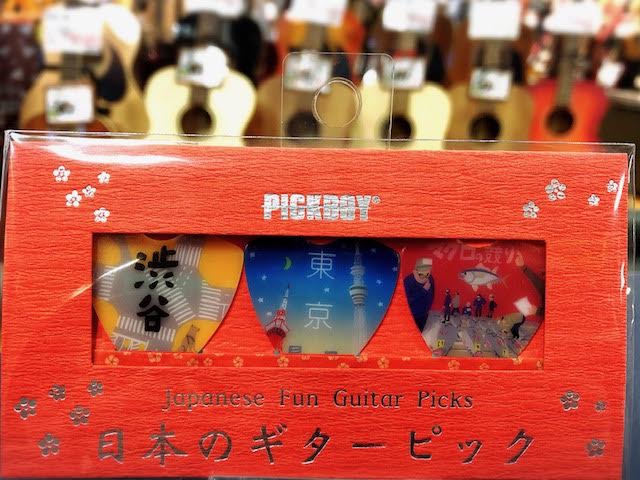 PICKBOY®
渋谷
東京
マグロの競り
Japanese Fun Guitar Picks
日本のギターピック